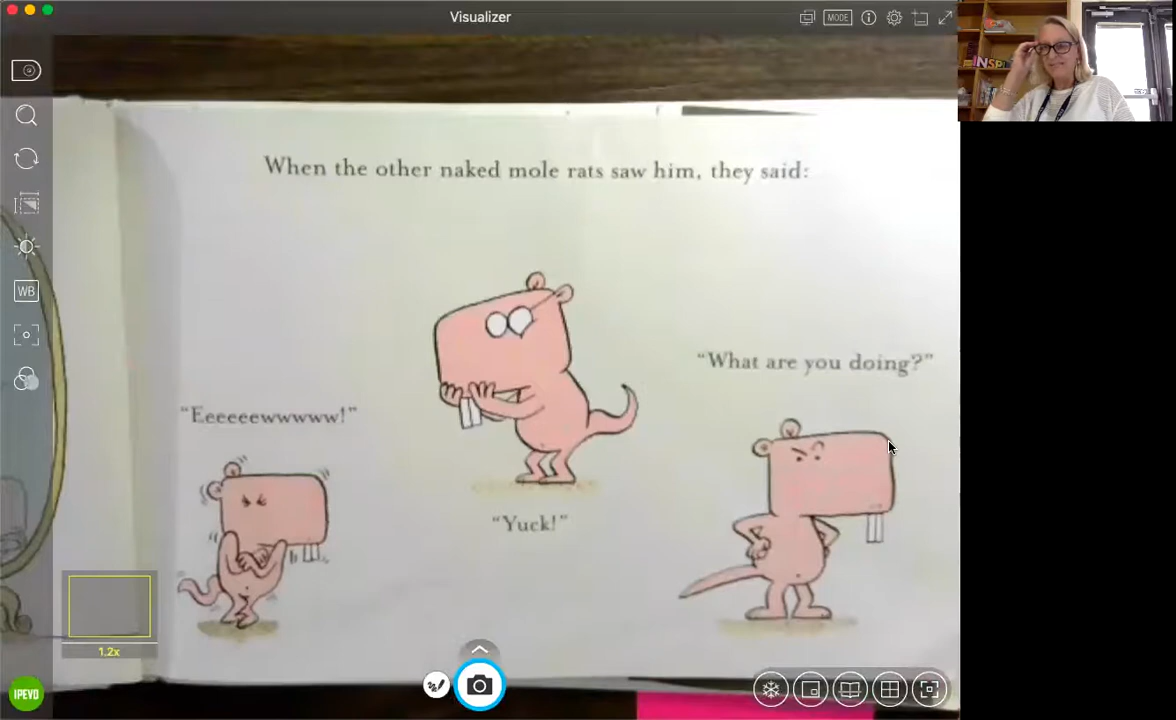 Visualizer
MODE
INSPI
WB
When the other naked mole rats saw him, they said:
"What are you doing?"
"Eeeeeewwwww!"
"Yuck!"
1.2x
IPEVO